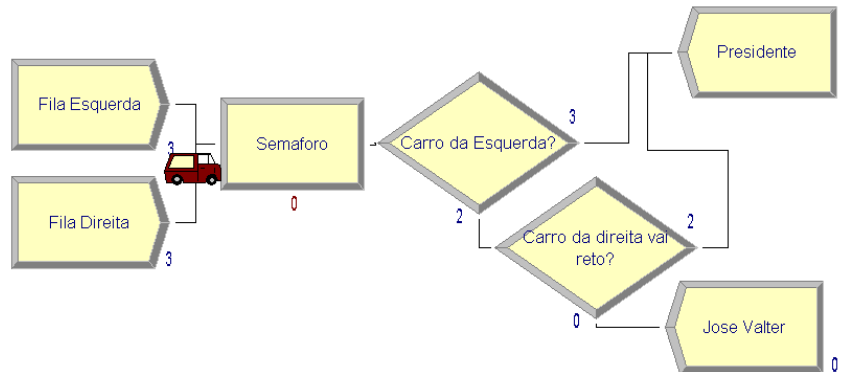 Presidente
Fila Esquerda
3
Semaforo
0
Carro da Esquerda?
3
2
Fila Direita
3
Carro da direita vai
reto?
2
0
Jose Valter
0